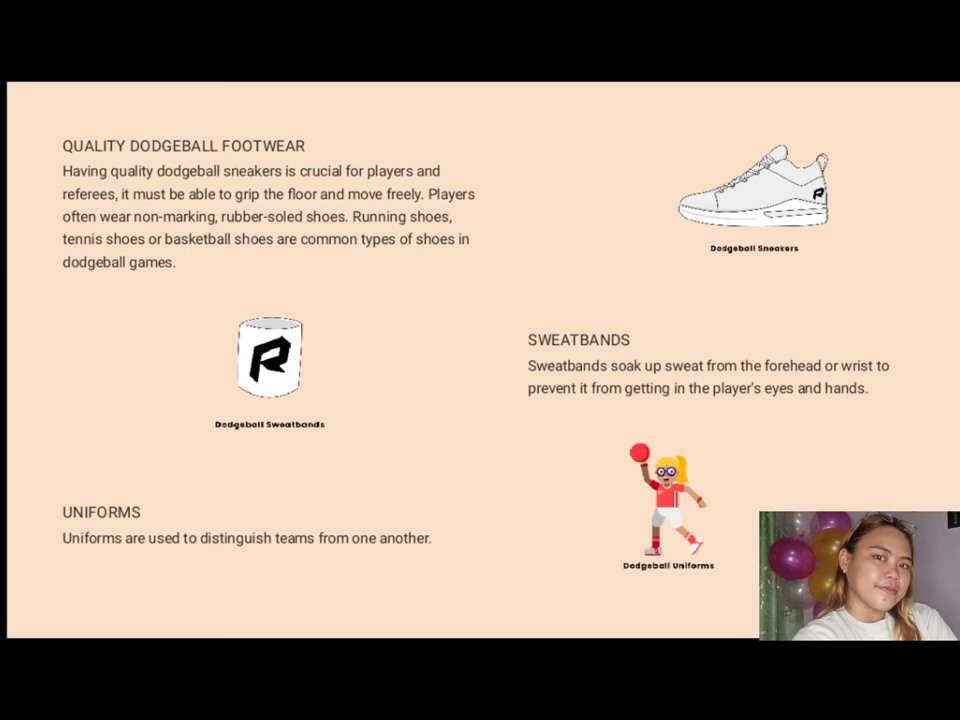 QUALITY DODGEBALL FOOTWEAR
Having quality dodgeball sneakers is crucial for players and
referees, it must be able to grip the floor and move freely. Players
often wear non-marking, rubber-soled shoes. Running shoes,
tennis shoes or basketball shoes are common types of shoes in
dodgeball games.
R
Dodgeball Sneakers
R
Dodgeball Sweatbands
SWEATBANDS
Sweatbands soak up sweat from the forehead or wrist to
prevent it from getting in the player's eyes and hands.
UNIFORMS
Uniforms are used to distinguish teams from one another.
Dodgeball Uniforms